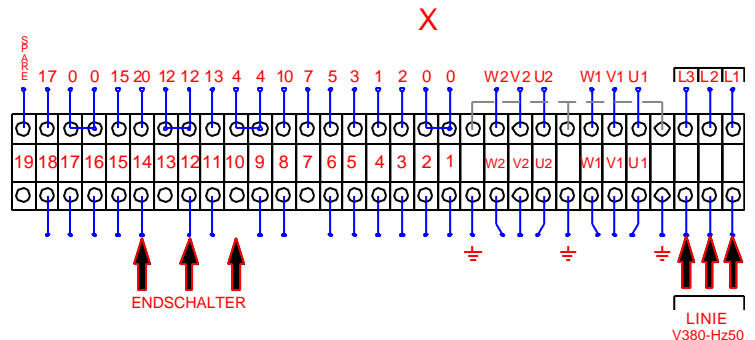 X
SPARE 17 0 0 15 20 12 12 13 4 4 10 7 5 3 1 2 0 0 W2 V2 U2 W1 V1 U1 L3 L2 L1
19 18 17 16 15 14 13 12 11 10 9 8 7 6 5 4 3 2 1 W2 V2 U2 W1 V1 U1
ENDSCHALTER
LINIE
V380-Hz50